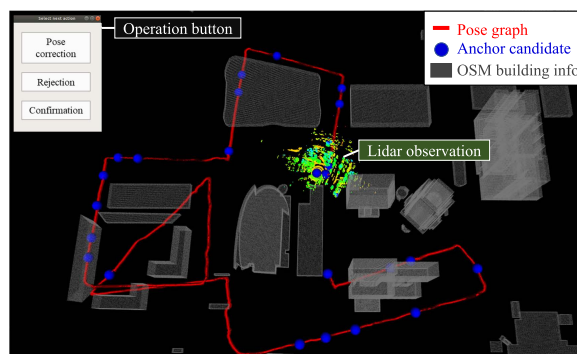 Select next action
Pose
correction
Rejection
Confirmation
Operation button
Pose graph
Anchor candidate
OSM building info
Lidar observation